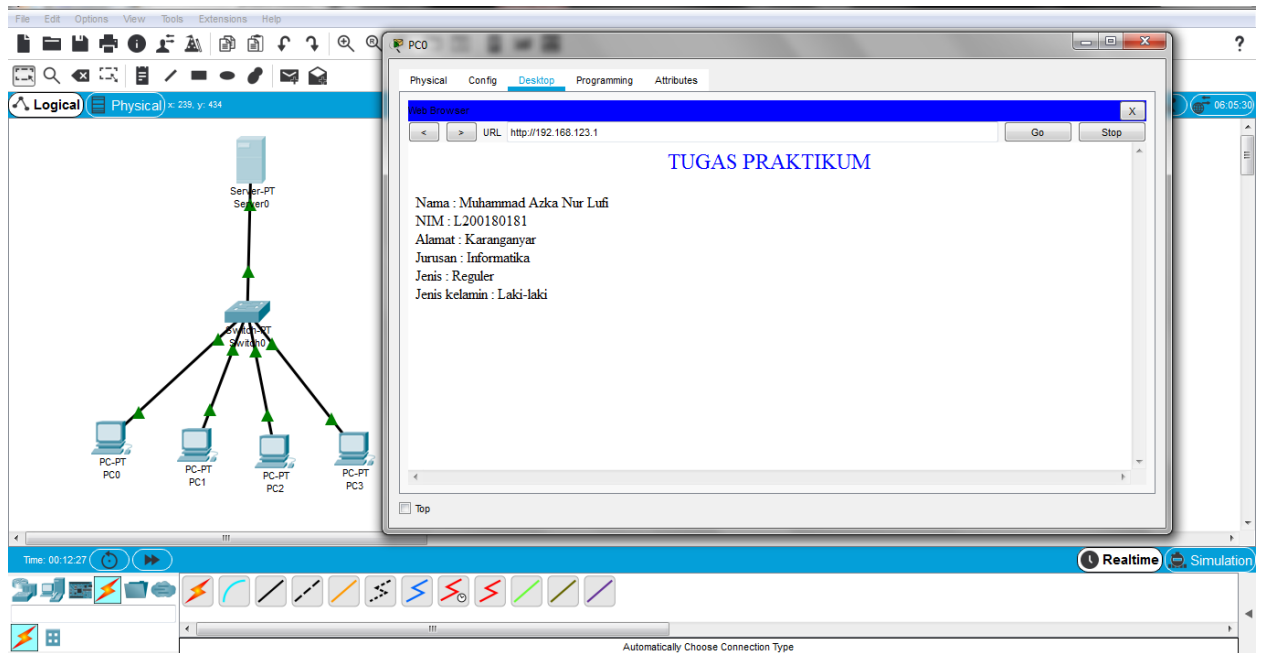 File Edit Options View Tools Extensions Help
?
Logical Physical x: 239, y: 434
06:05:30
Server-PT
Server0
Switch-PT
Switch0
PC-PT
PC0
PC-PT
PC1
PC-PT
PC2
PC-PT
PC3
PC0
Physical Config Desktop Programming Attributes
Web Browser
X
< > URL http://192.168.123.1 Go Stop
TUGAS PRAKTIKUM
Nama : Muhammad Azka Nur Lufi
NIM : L200180181
Alamat : Karanganyar
Jurusan : Informatika
Jenis : Reguler
Jenis kelamin : Laki-laki
Top
Time: 00:12:27
Realtime Simulation
Automatically Choose Connection Type